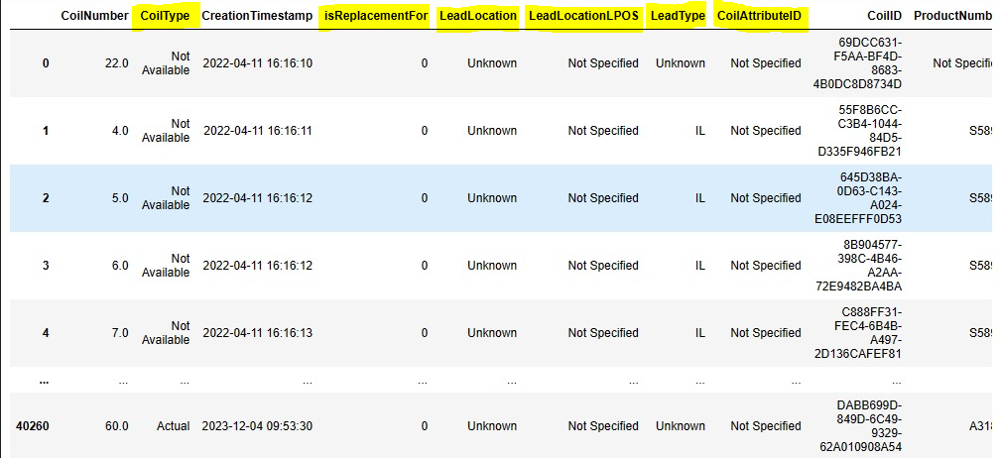 CoilNumber CoilType CreationTimestamp isReplacementFor LeadLocation LeadLocationLPOS LeadType CoilAttributeID CoilID ProductNumb
0 22.0 Not Available 2022-04-11 16:16:10 0 Unknown Not Specified Unknown Not Specified 69DCC631-F5AA-BF4D-8683-4B0DC8D8734D Not Specifi
1 4.0 Not Available 2022-04-11 16:16:11 0 Unknown Not Specified IL Not Specified 55F8B6CC-C3B4-1044-84D5-D335F946FB21 S589
2 5.0 Not Available 2022-04-11 16:16:12 0 Unknown Not Specified IL Not Specified 645D38BA-0D63-C143-A024-E08EEFFF0D53 S589
3 6.0 Not Available 2022-04-11 16:16:12 0 Unknown Not Specified IL Not Specified 8B904577-398C-4B46-A2AA-72E9482BA4BA S589
4 7.0 Not Available 2022-04-11 16:16:13 0 Unknown Not Specified IL Not Specified C888FF31-FEC4-6B4B-A497-2D136CAFEF81 S589
... ... ... ... ... ... ... ... ... ...
40260 60.0 Actual 2023-12-04 09:53:30 0 Unknown Not Specified Unknown Not Specified DABB699D-849D-6C49-9329-62A010908A54 A318